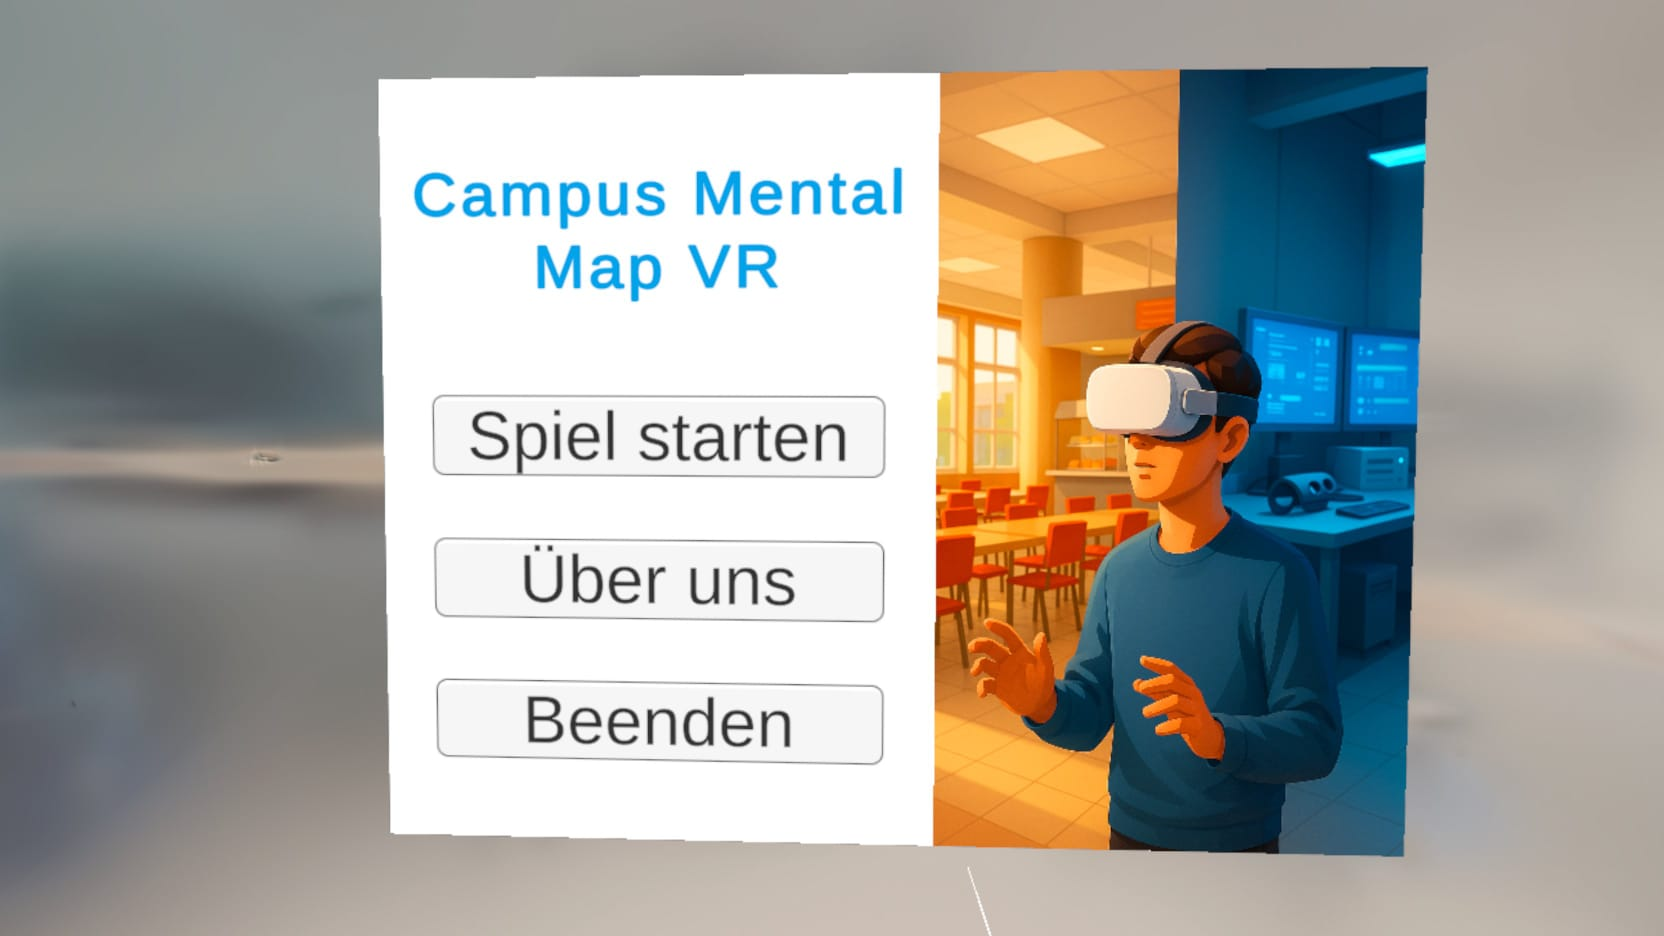 Campus Mental
Map VR
Spiel starten
Über uns
Beenden